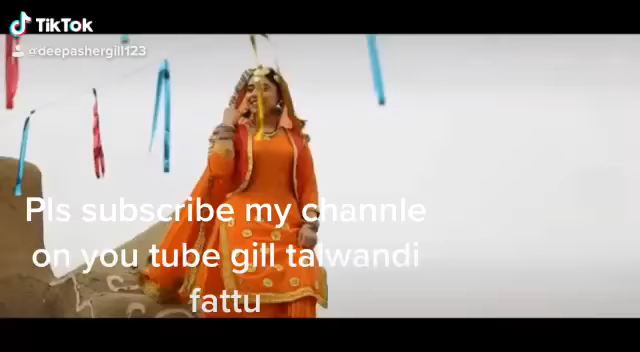 TikTok
@deepashergill123
Pls subscribe my channle
on you tube gill talwandi
fattu